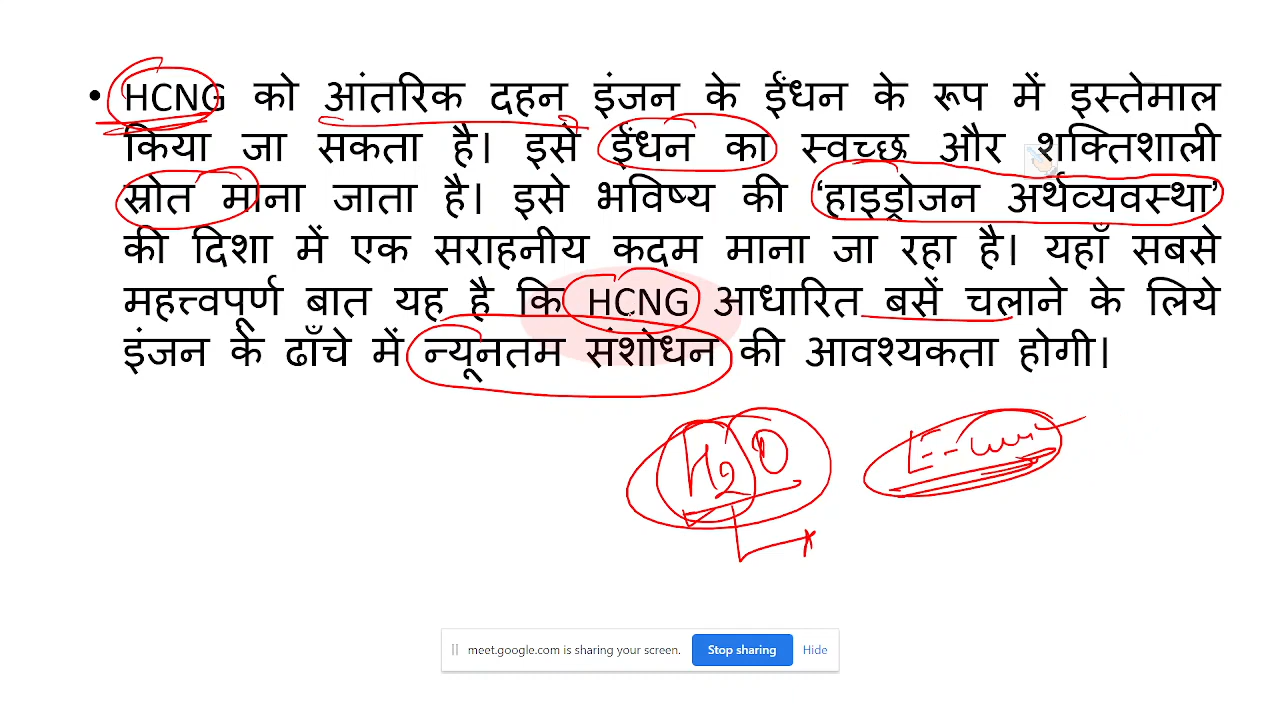 • HCNG को आंतरिक दहन इंजन के ईंधन के रूप में इस्तेमाल
किया जा सकता है। इसे ईंधन का स्वच्छ और शक्तिशाली
स्रोत माना जाता है। इसे भविष्य की ‘हाइड्रोजन अर्थव्यवस्था’
की दिशा में एक सराहनीय कदम माना जा रहा है। यहाँ सबसे
महत्त्वपूर्ण बात यह है कि HCNG आधारित बसें चलाने के लिये
इंजन के ढाँचे में न्यूनतम संशोधन की आवश्यकता होगी।
H2O
meet.google.com is sharing your screen. Stop sharing Hide